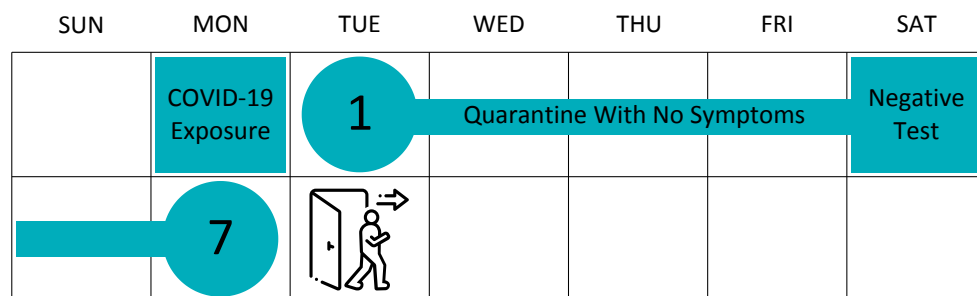 SUN MON TUE WED THU FRI SAT
COVID-19
Exposure
1
Quarantine With No Symptoms
Negative
Test
7